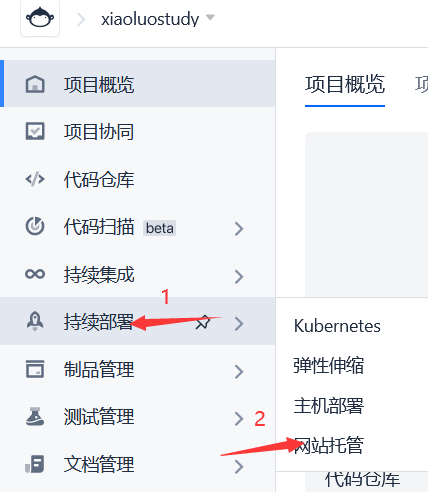 xiaoluostudy
项目概览
项目协同
代码仓库
代码扫描 beta
持续集成
持续部署
制品管理
测试管理
文档管理
项目概览
1
Kubernetes
弹性伸缩
主机部署
2
网站托管
代码仓库